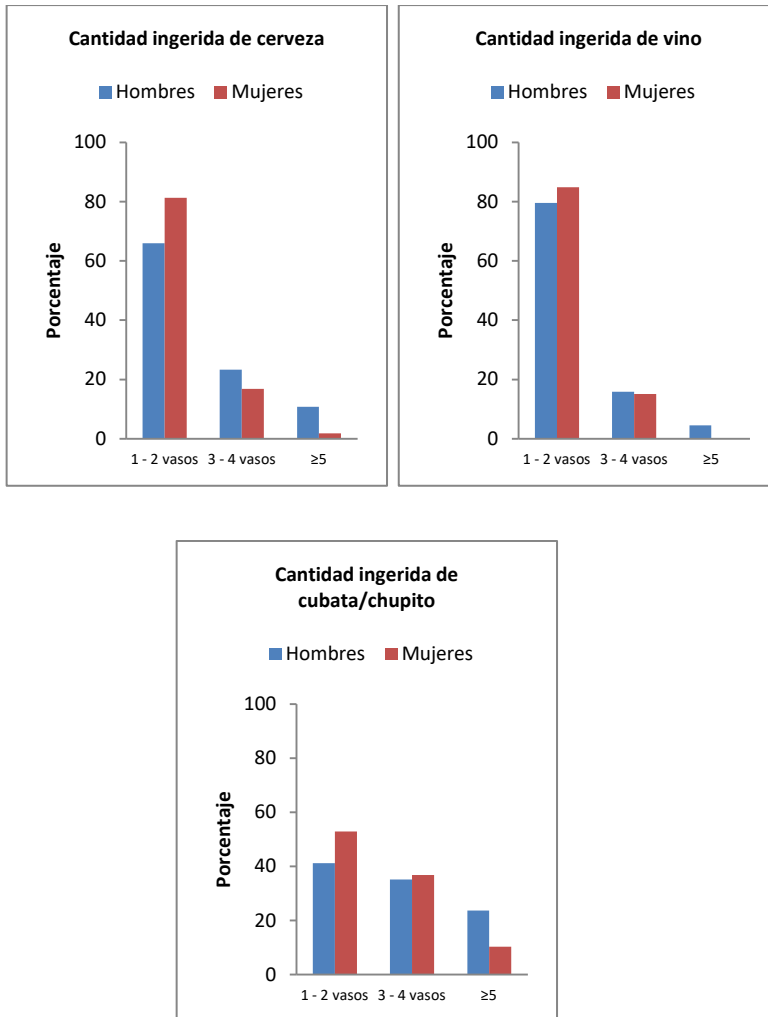 Cantidad ingerida de cerveza
Hombres Mujeres
100
80
60
40
20
0
Porcentaje
1 - 2 vasos 3 - 4 vasos ≥5
Cantidad ingerida de vino
Hombres Mujeres
100
80
60
40
20
0
Porcentaje
1 - 2 vasos 3 - 4 vasos ≥5
Cantidad ingerida de
cubata/chupito
Hombres Mujeres
100
80
60
40
20
0
Porcentaje
1 - 2 vasos 3 - 4 vasos ≥5